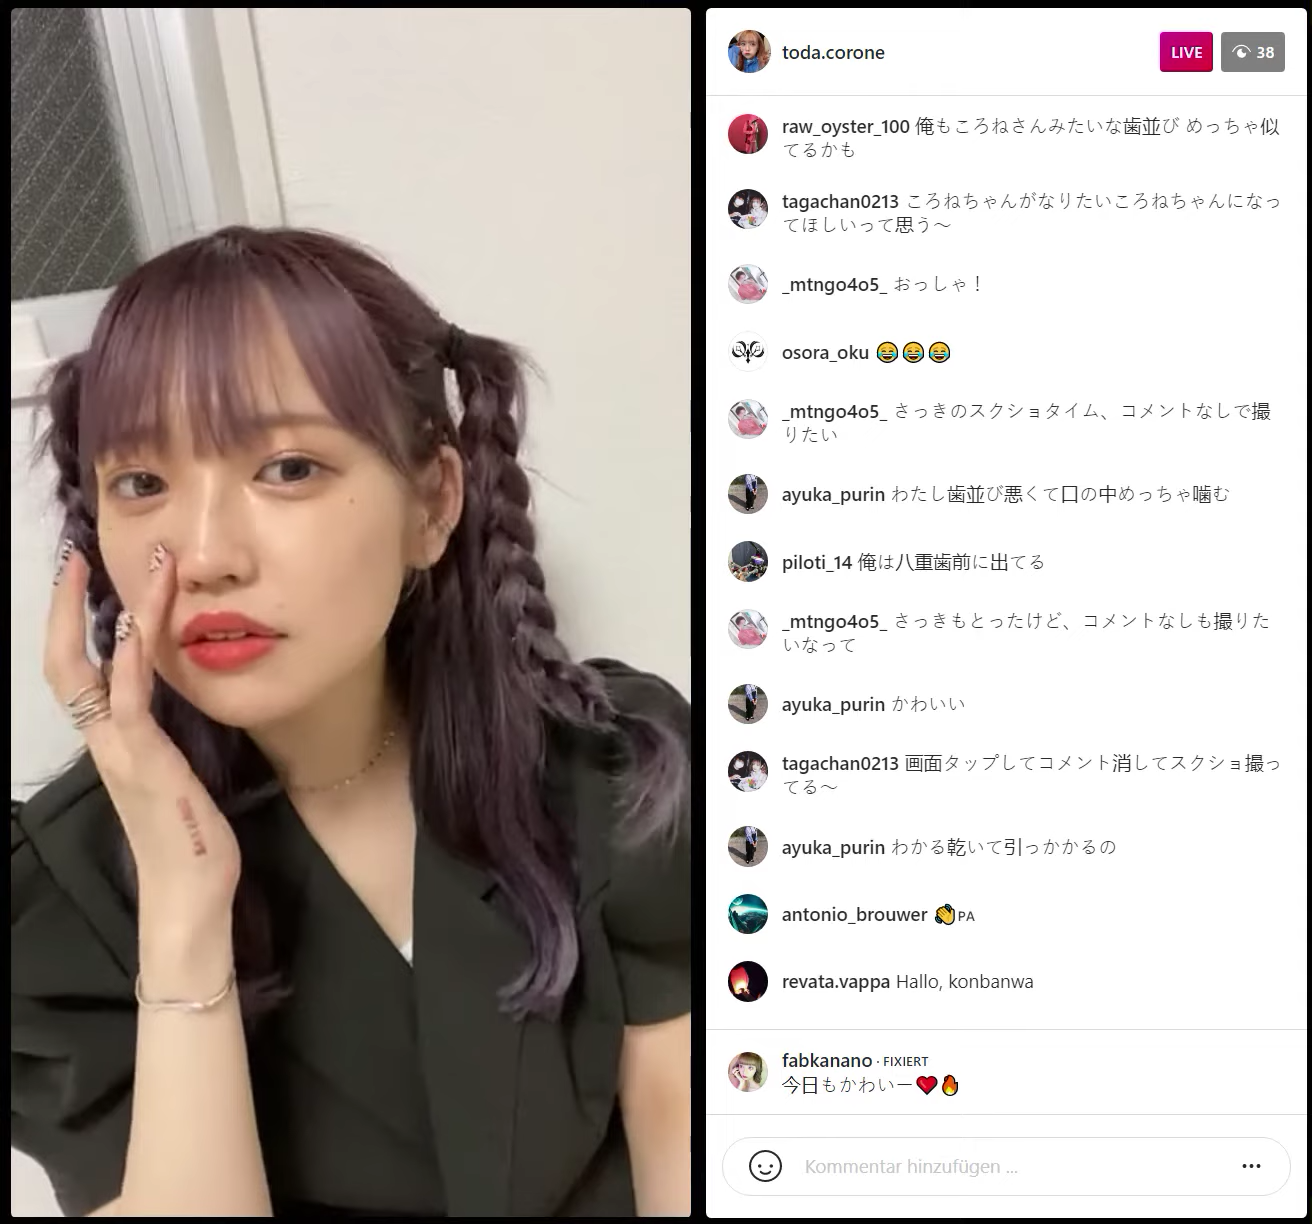 toda.corone
LIVE
38
raw_oyster_100 俺もころねさんみたいな歯並び めっちゃ似
てるかも
tagachan0213 ころねちゃんがなりたいころねちゃんになっ
てほしいって思う〜
_mtngo4o5_ おっしゃ！
osora_oku 😂😂😂
_mtngo4o5_ さっきのスクショタイム、コメントなしで撮
りたい
ayuka_purin わたし歯並び悪くて口の中めっちゃ噛む
piloti_14 俺は八重歯前に出てる
_mtngo4o5_ さっきもとったけど、コメントなしも撮りた
いなって
ayuka_purin かわいい
tagachan0213 画面タップしてコメント消してスクショ撮っ
てる〜
ayuka_purin わかる乾いて引っかかるの
antonio_brouwer 👏🇵🇦
revata.vappa Hallo, konbanwa
fabkanano · FIXIERT
今日もかわいー❤️🔥
Kommentar hinzufügen ...